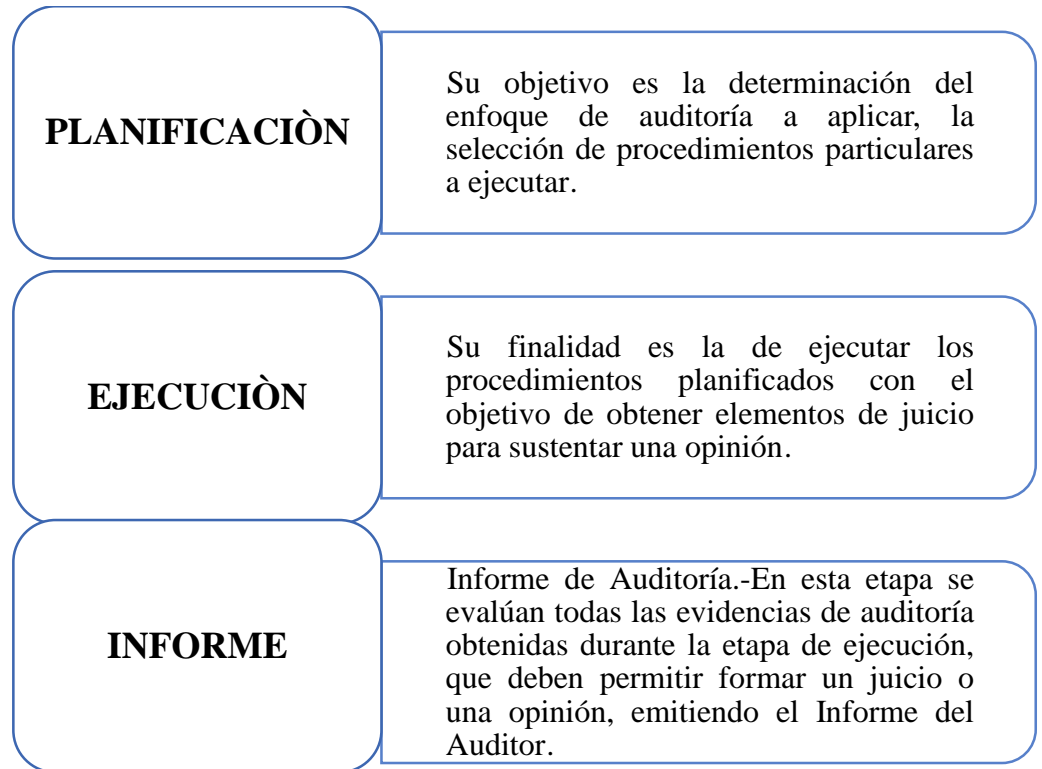 PLANIFICACIÒN
Su objetivo es la determinación del
enfoque de auditoría a aplicar, la
selección de procedimientos particulares
a ejecutar.
EJECUCIÒN
Su finalidad es la de ejecutar los
procedimientos planificados con el
objetivo de obtener elementos de juicio
para sustentar una opinión.
INFORME
Informe de Auditoría.-En esta etapa se
evalúan todas las evidencias de auditoría
obtenidas durante la etapa de ejecución,
que deben permitir formar un juicio o
una opinión, emitiendo el Informe del
Auditor.